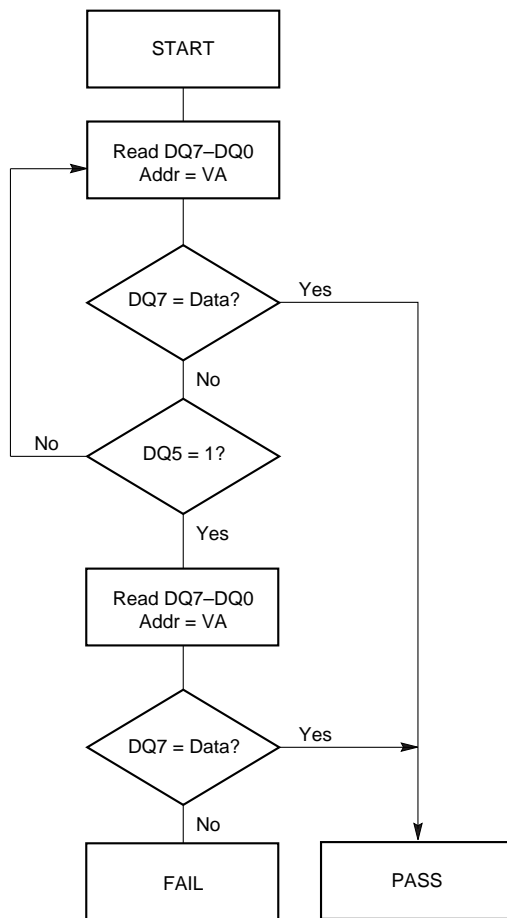 START
Read DQ7–DQ0
Addr = VA
DQ7 = Data?
Yes
No
No
DQ5 = 1?
Yes
Read DQ7–DQ0
Addr = VA
DQ7 = Data?
Yes
No
FAIL
PASS